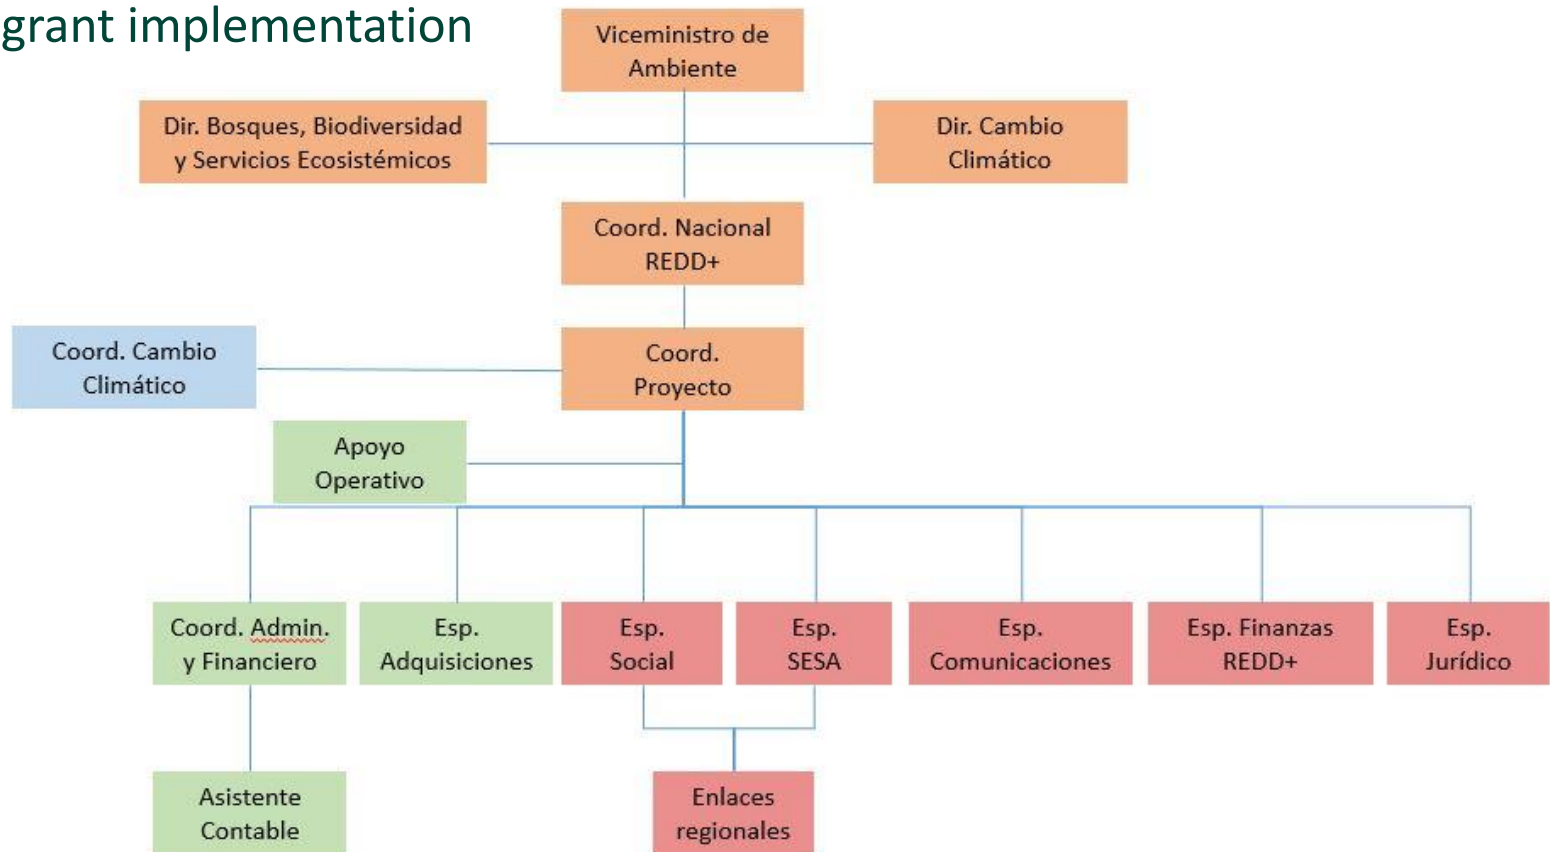 grant implementation
Viceministro de
Ambiente
Dir. Bosques, Biodiversidad
y Servicios Ecosistémicos
Dir. Cambio
Climático
Coord. Nacional
REDD+
Coord. Cambio
Climático
Coord.
Proyecto
Apoyo
Operativo
Coord. Admin.
y Financiero
Esp.
Adquisiciones
Esp.
Social
Esp.
SESA
Esp.
Comunicaciones
Esp. Finanzas
REDD+
Esp.
Jurídico
Asistente
Contable
Enlaces
regionales